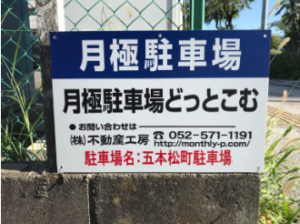 月極駐車場
月極駐車場どっとこむ
●お問い合わせは
㈱不動産工房
☎ 052-571-1191
http://monthly-p.com/
駐車場名:五本松町駐車場